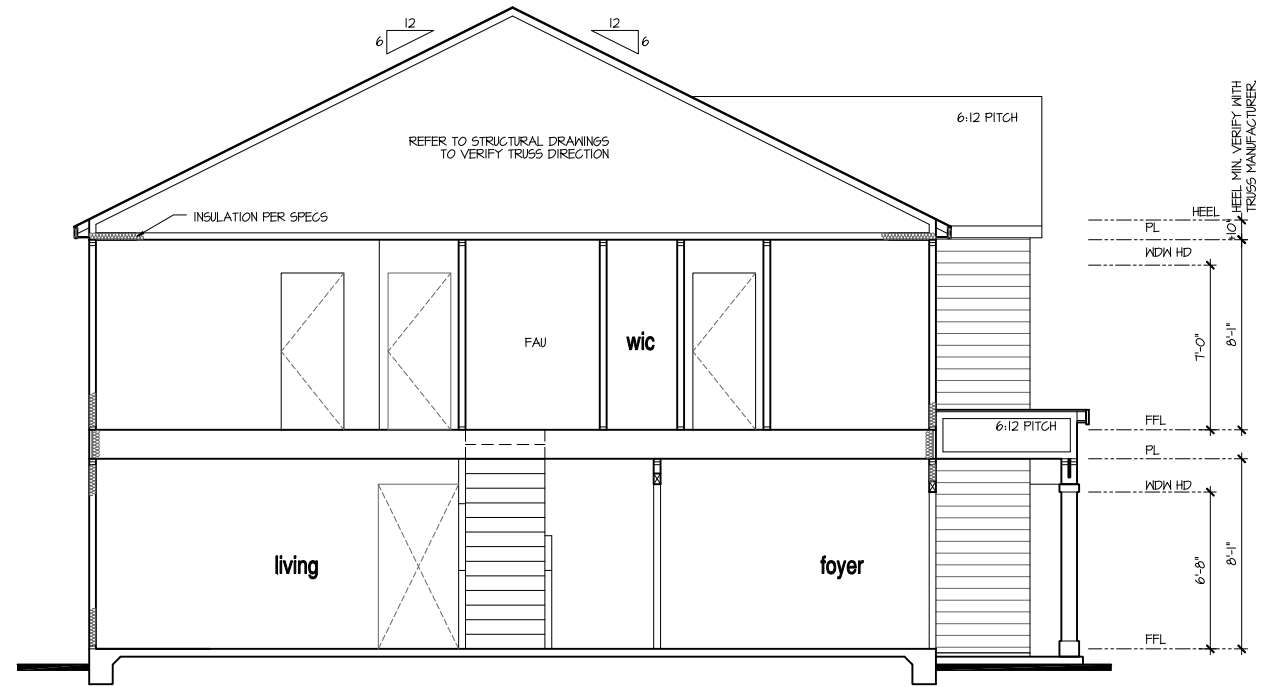 12
6
12
6
6:12 PITCH
REFER TO STRUCTURAL DRAWINGS
TO VERIFY TRUSS DIRECTION
HEEL MIN. VERIFY WITH
TRUSS MANUFACTURER.
INSULATION PER SPECS
HEEL
10"
PL
WDW HD
FAU
wic
7'-0"
8'-1"
FFL
6:12 PITCH
PL
WDW HD
living
foyer
6'-8"
8'-1"
FFL